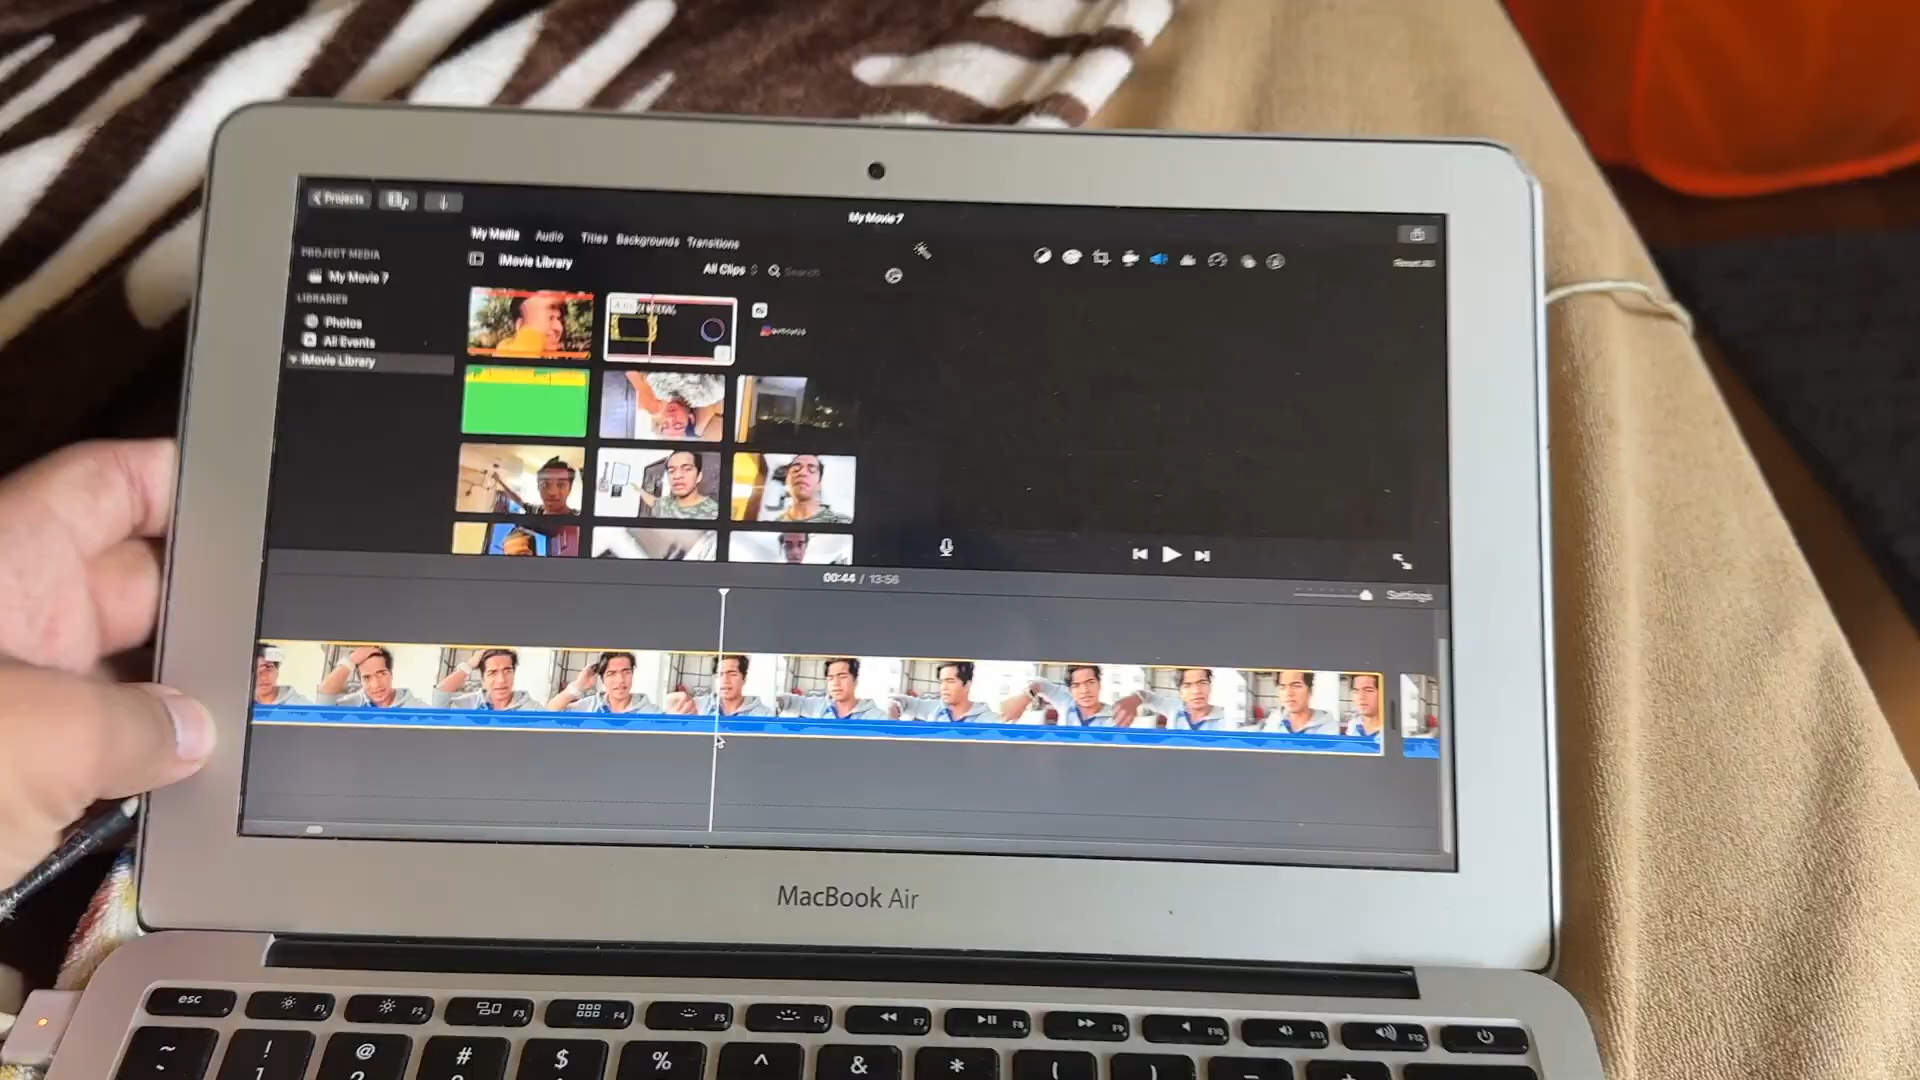 Projects
My Movie 7
My Media Audio Titles Backgrounds Transitions
PROJECT MEDIA
My Movie 7
LIBRARIES
Photos
All Events
iMovie Library
iMovie Library
All Clips
Search
Reset All
00:44 / 13:56
Settings
MacBook Air
esc F1 F2 F3 F4 F5 F6 F7 F8 F9 F10 F11 F12
~ ! @ # $ % ^ & * ( )